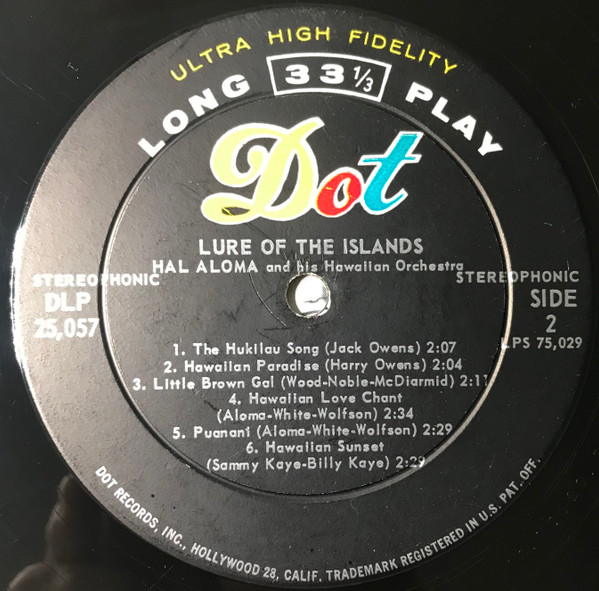 ULTRA HIGH FIDELITY
LONG 33 1/3 PLAY
Dot
LURE OF THE ISLANDS
HAL ALOMA and his Hawaiian Orchestra
STEREOPHONIC
DLP
25,057
STEREOPHONIC
SIDE
2
LPS 75,029
1. The Hukilau Song (Jack Owens) 2:07
2. Hawaiian Paradise (Harry Owens) 2:04
3. Little Brown Gal (Wood-Noble-McDiarmid) 2:11
4. Hawaiian Love Chant
(Aloma-White-Wolfson) 2:34
5. Puanani (Aloma-White-Wolfson) 2:29
6. Hawaiian Sunset
(Sammy Kaye-Billy Kaye) 2:29
DOT RECORDS, INC., HOLLYWOOD 28, CALIF. TRADEMARK REGISTERED IN U.S. PAT. OFF.